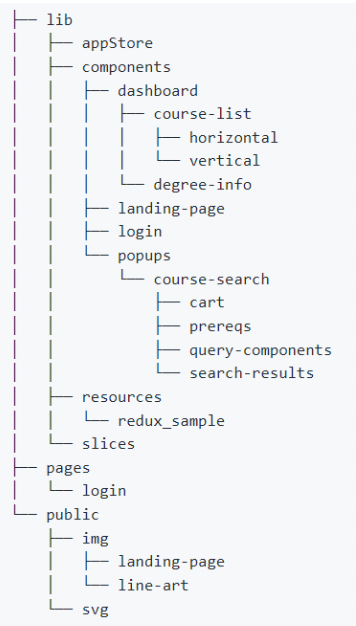 ├── lib
│   ├── appStore
│   ├── components
│   │   ├── dashboard
│   │   │   ├── course-list
│   │   │   │   ├── horizontal
│   │   │   │   └── vertical
│   │   │   └── degree-info
│   │   ├── landing-page
│   │   ├── login
│   │   └── popups
│   │       └── course-search
│   │           ├── cart
│   │           ├── prereqs
│   │           ├── query-components
│   │           └── search-results
│   ├── resources
│   │   └── redux_sample
│   └── slices
├── pages
│   └── login
└── public
    ├── img
    │   ├── landing-page
    │   └── line-art
    └── svg